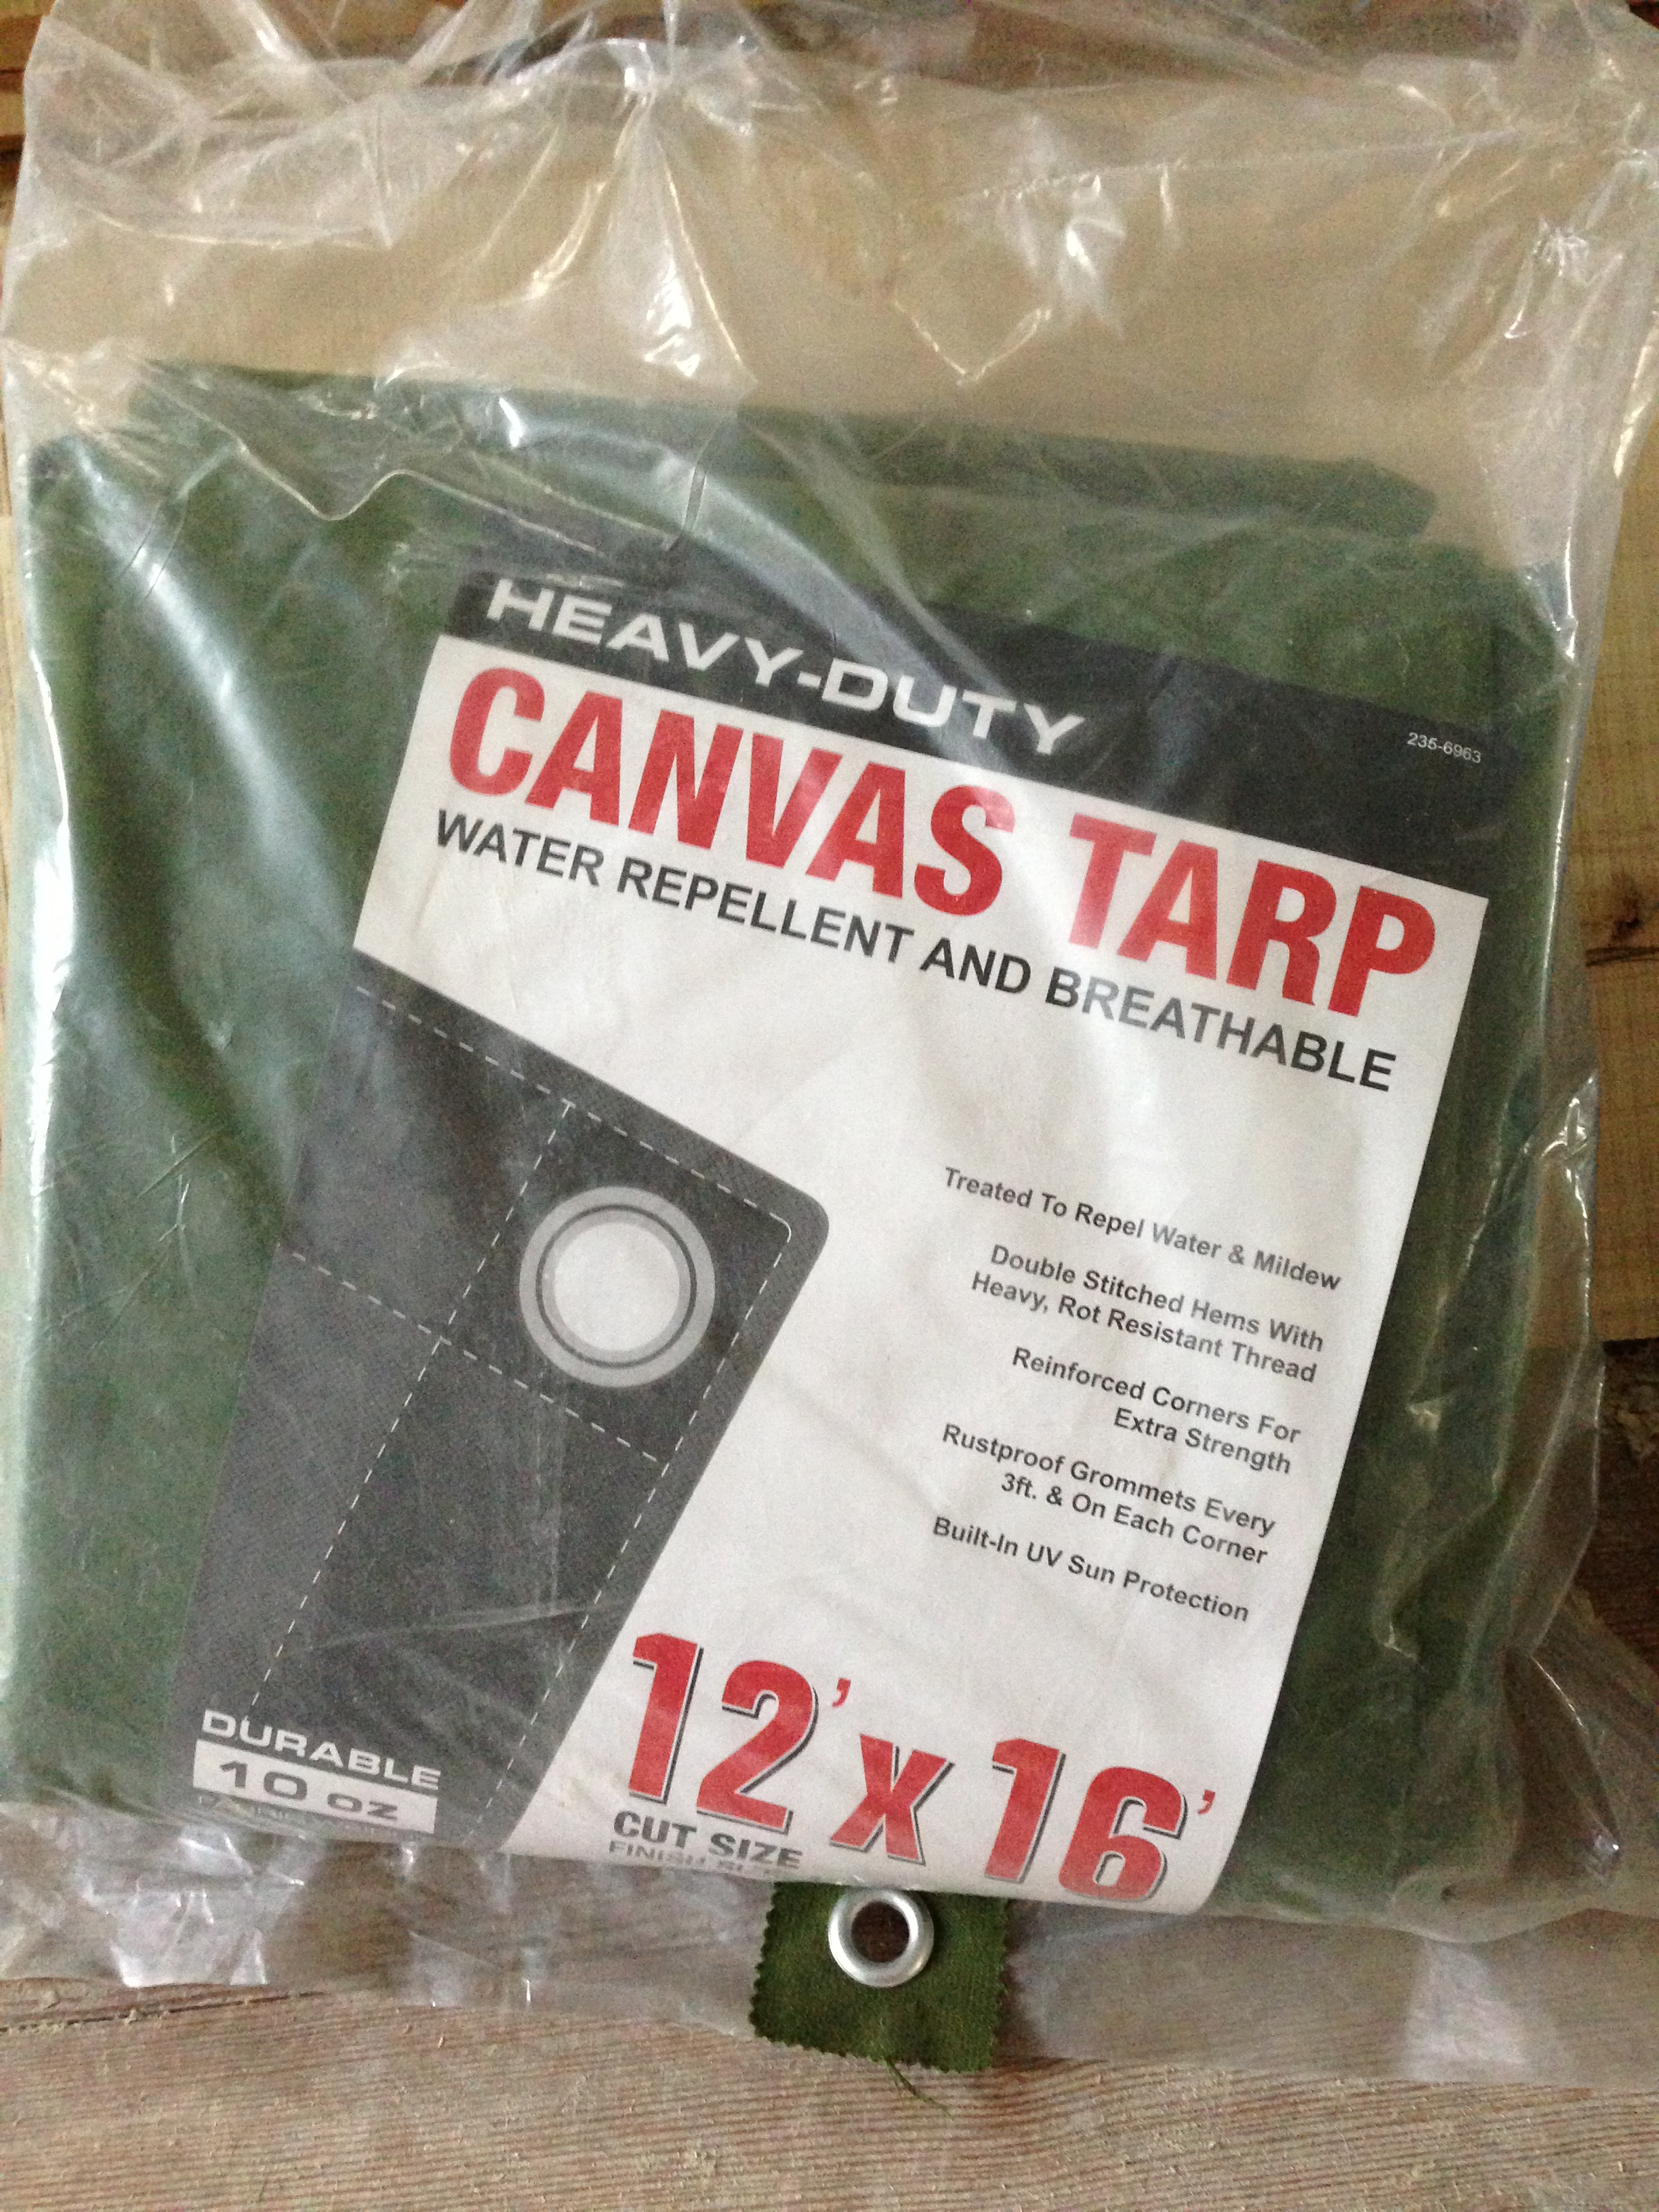 HEAVY-DUTY
235-6963
CANVAS TARP
WATER REPELLENT AND BREATHABLE
Treated To Repel Water & Mildew
Double Stitched Hems With
Heavy, Rot Resistant Thread
Reinforced Corners For
Extra Strength
Rustproof Grommets Every
3ft. & On Each Corner
Built-In UV Sun Protection
12' x 16'
CUT SIZE
FINISH
DURABLE
10 oz